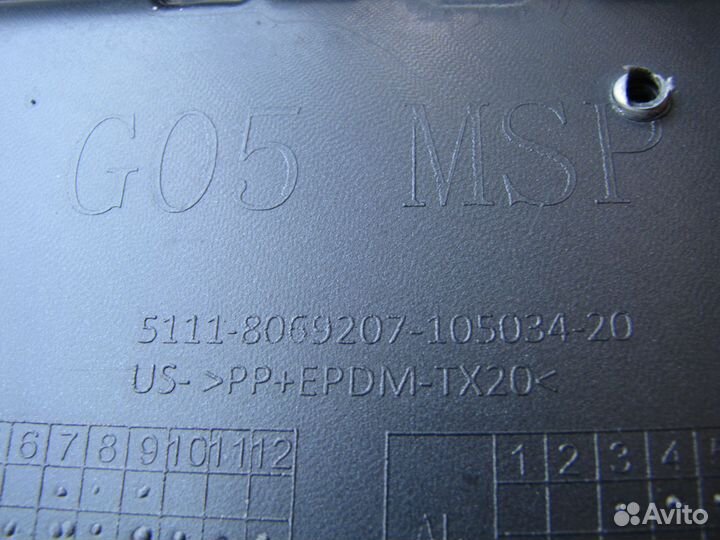 G05 MSP
5111-8069207-105034-20
US- >PP+EPDM-TX20<
6 7 8 9 10 11 12
1 2 3 4
Avito